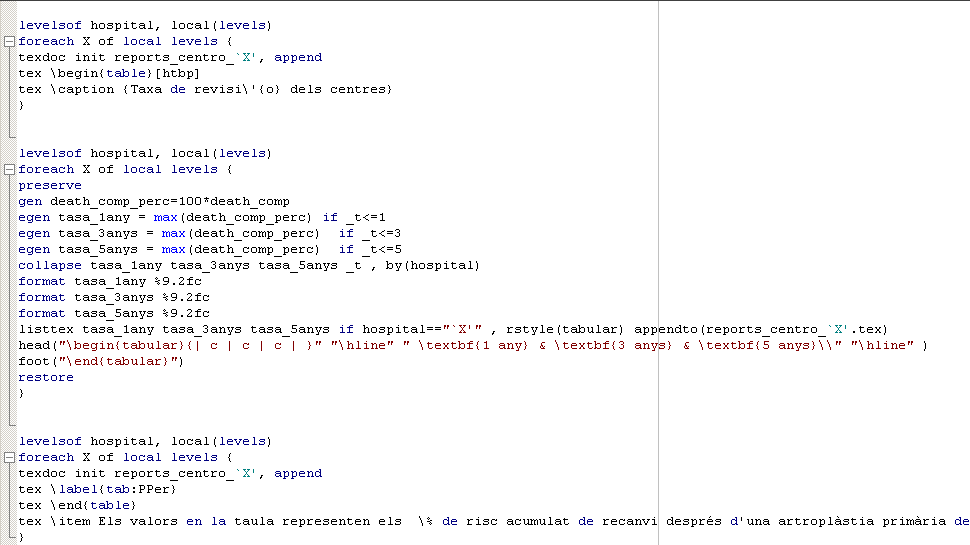 levelsof hospital, local(levels)
foreach X of local levels {
texdoc init reports_centro_`X', append
tex \begin{table}[htbp]
tex \caption {Taxa de revisi\'{o} dels centres}
}
levelsof hospital, local(levels)
foreach X of local levels {
preserve
gen death_comp_perc=100*death_comp
egen tasa_1any = max(death_comp_perc) if _t<=1
egen tasa_3anys = max(death_comp_perc)  if _t<=3
egen tasa_5anys = max(death_comp_perc)  if _t<=5
collapse tasa_1any tasa_3anys tasa_5anys _t , by(hospital)
format tasa_1any %9.2fc
format tasa_3anys %9.2fc
format tasa_5anys %9.2fc
listtex tasa_1any tasa_3anys tasa_5anys if hospital=="`X'" , rstyle(tabular) appendto(reports_centro_`X'.tex)
head("\begin{tabular}{| c | c | c | }" "\hline" " \textbf{1 any} & \textbf{3 anys} & \textbf{5 anys}\\" "\hline" )
foot("\end{tabular}")
restore
}
levelsof hospital, local(levels)
foreach X of local levels {
texdoc init reports_centro_`X', append
tex \label{tab:PPer}
tex \end{table}
tex \item Els valors en la taula representen els  \% de risc acumulat de recanvi després d'una artroplàstia primària de
}